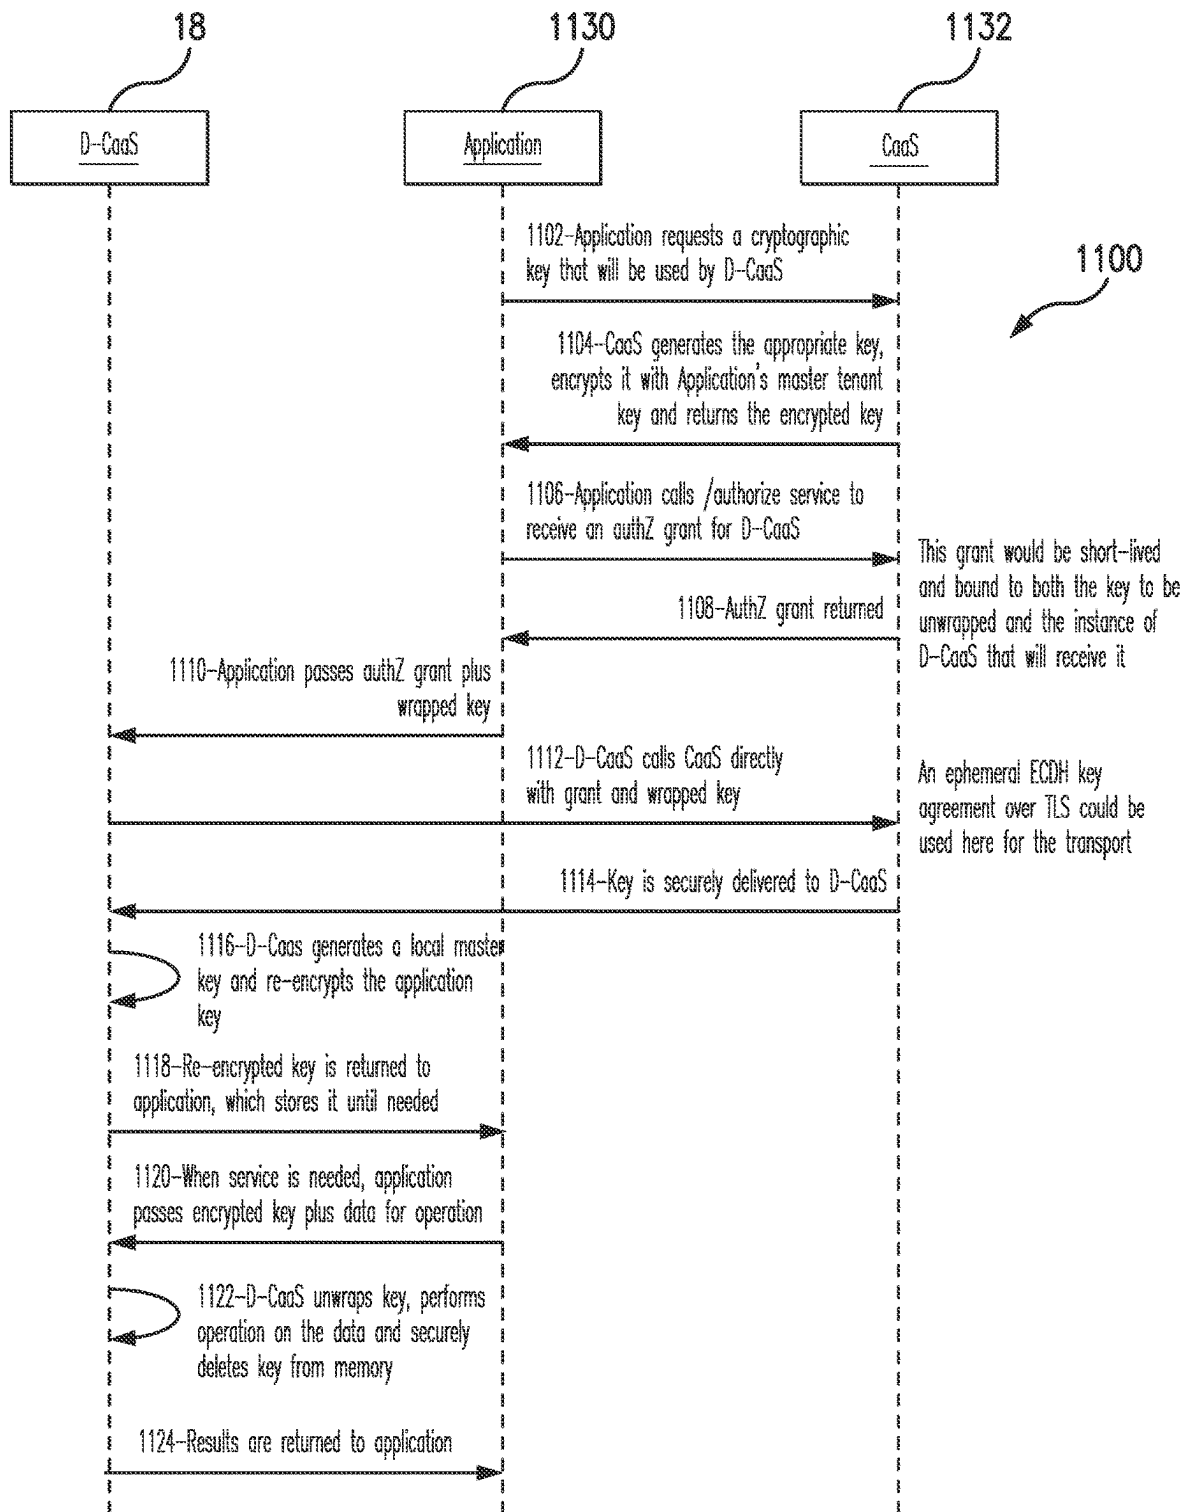 18
1130
1132
D-CaaS
Application
CaaS
1102-Application requests a cryptographic
key that will be used by D-CaaS
1100
1104-CaaS generates the appropriate key,
encrypts it with Application's master tenant
key and returns the encrypted key
1106-Application calls /authorize service to
receive an authZ grant for D-CaaS
This grant would be short-lived
and bound to both the key to be
unwrapped and the instance of
D-CaaS that will receive it
1108-AuthZ grant returned
1110-Application passes authZ grant plus
wrapped key
1112-D-CaaS calls CaaS directly
with grant and wrapped key
An ephemeral ECDH key
agreement over TLS could be
used here for the transport
1114-Key is securely delivered to D-CaaS
1116-D-Caas generates a local master
key and re-encrypts the application
key
1118-Re-encrypted key is returned to
application, which stores it until needed
1120-When service is needed, application
passes encrypted key plus data for operation
1122-D-CaaS unwraps key, performs
operation on the data and securely
deletes key from memory
1124-Results are returned to application